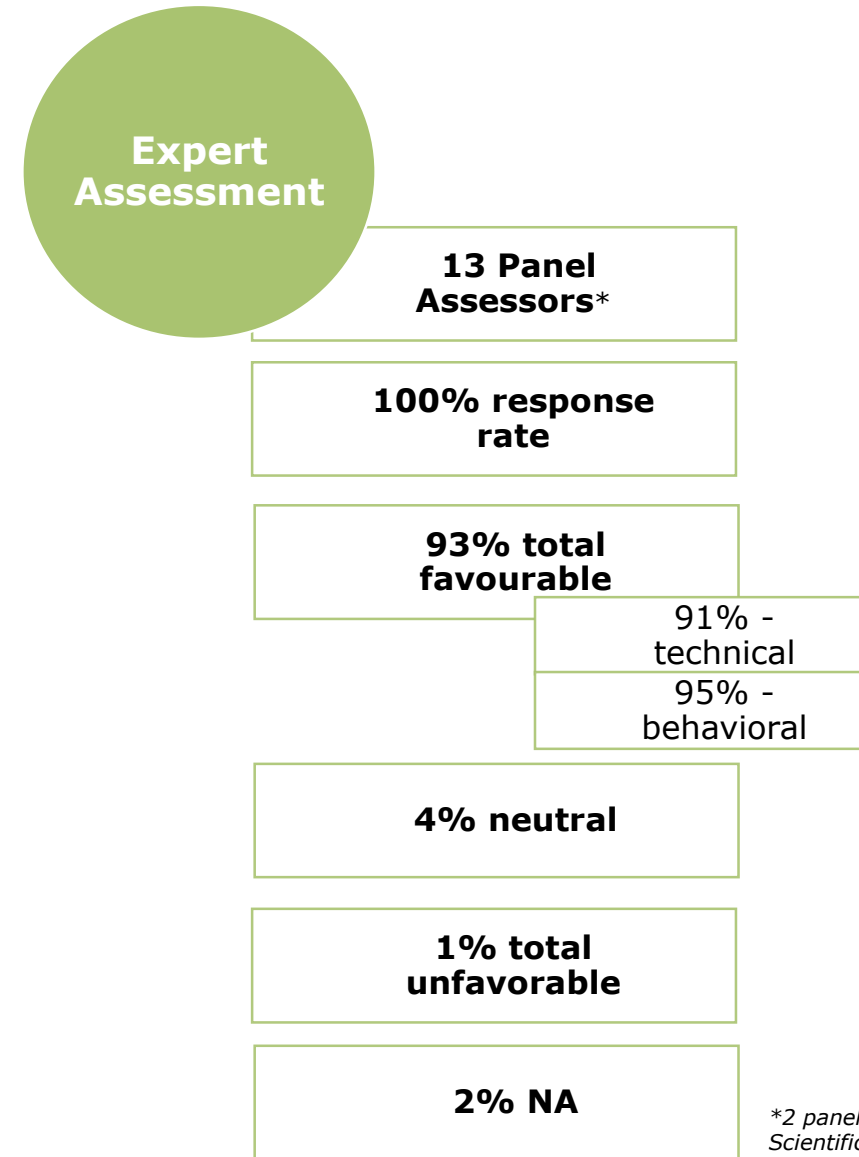 Expert
Assessment
13 Panel
Assessors*
100% response
rate
93% total
favourable
91% -
technical
95% -
behavioral
4% neutral
1% total
unfavorable
2% NA
*2 panel
Scientific